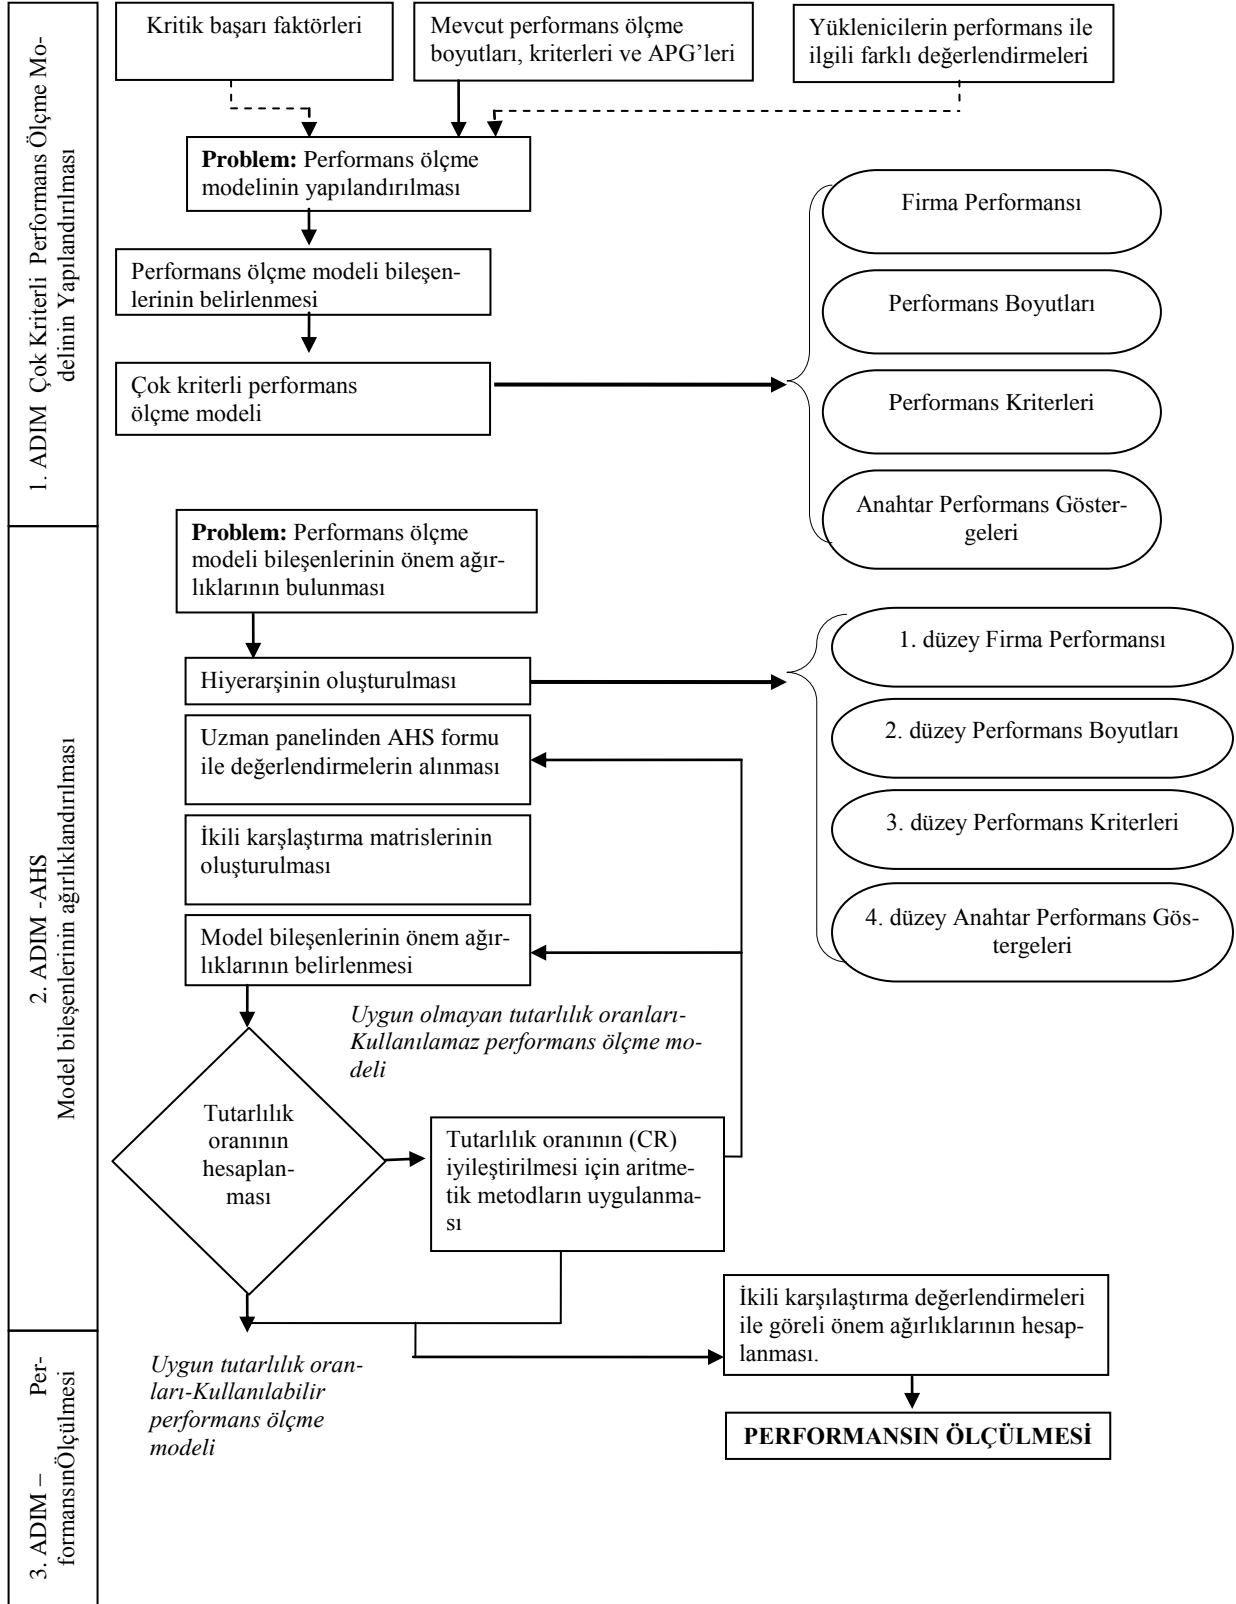 1. ADIM Çok Kriterli Performans Ölçme Mo-
delinin Yapılandırılması
Kritik başarı faktörleri
Mevcut performans ölçme
boyutları, kriterleri ve APG’leri
Yüklenicilerin performans ile
ilgili farklı değerlendirmeleri
Problem: Performans ölçme
modelinin yapılandırılması
Performans ölçme modeli bileşen-
lerinin belirlenmesi
Çok kriterli performans
ölçme modeli
Firma Performansı
Performans Boyutları
Performans Kriterleri
Anahtar Performans Göster-
geleri
2. ADIM -AHS
Model bileşenlerinin ağırlıklandırılması
Problem: Performans ölçme
modeli bileşenlerinin önem ağır-
lıklarının bulunması
Hiyerarşinin oluşturulması
Uzman panelinden AHS formu
ile değerlendirmelerin alınması
İkili karşlaştırma matrislerinin
oluşturulması
Model bileşenlerinin önem ağır-
lıklarının belirlenmesi
1. düzey Firma Performansı
2. düzey Performans Boyutları
3. düzey Performans Kriterleri
4. düzey Anahtar Performans Gös-
tergeleri
Uygun olmayan tutarlılık oranları-
Kullanılamaz performans ölçme mo-
deli
Tutarlılık
oranının
hesaplan-
ması
Tutarlılık oranının (CR)
iyileştirilmesi için aritme-
tik metodların uygulanma-
sı
3. ADIM – Per-
formansınÖlçülmesi
Uygun tutarlılık oran-
ları-Kullanılabilir
performans ölçme
modeli
İkili karşılaştırma değerlendirmeleri
ile göreli önem ağırlıklarının hesap-
lanması.
PERFORMANSIN ÖLÇÜLMESİ